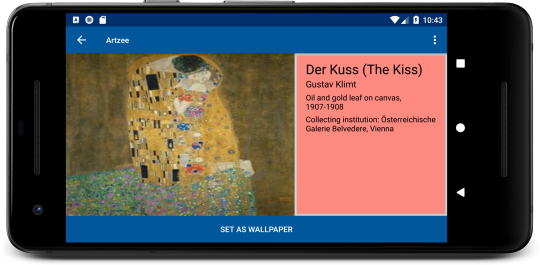 10:43
Artzee
Der Kuss (The Kiss)
Gustav Klimt
Oil and gold leaf on canvas,
1907-1908
Collecting institution: Österreichische
Galerie Belvedere, Vienna
SET AS WALLPAPER